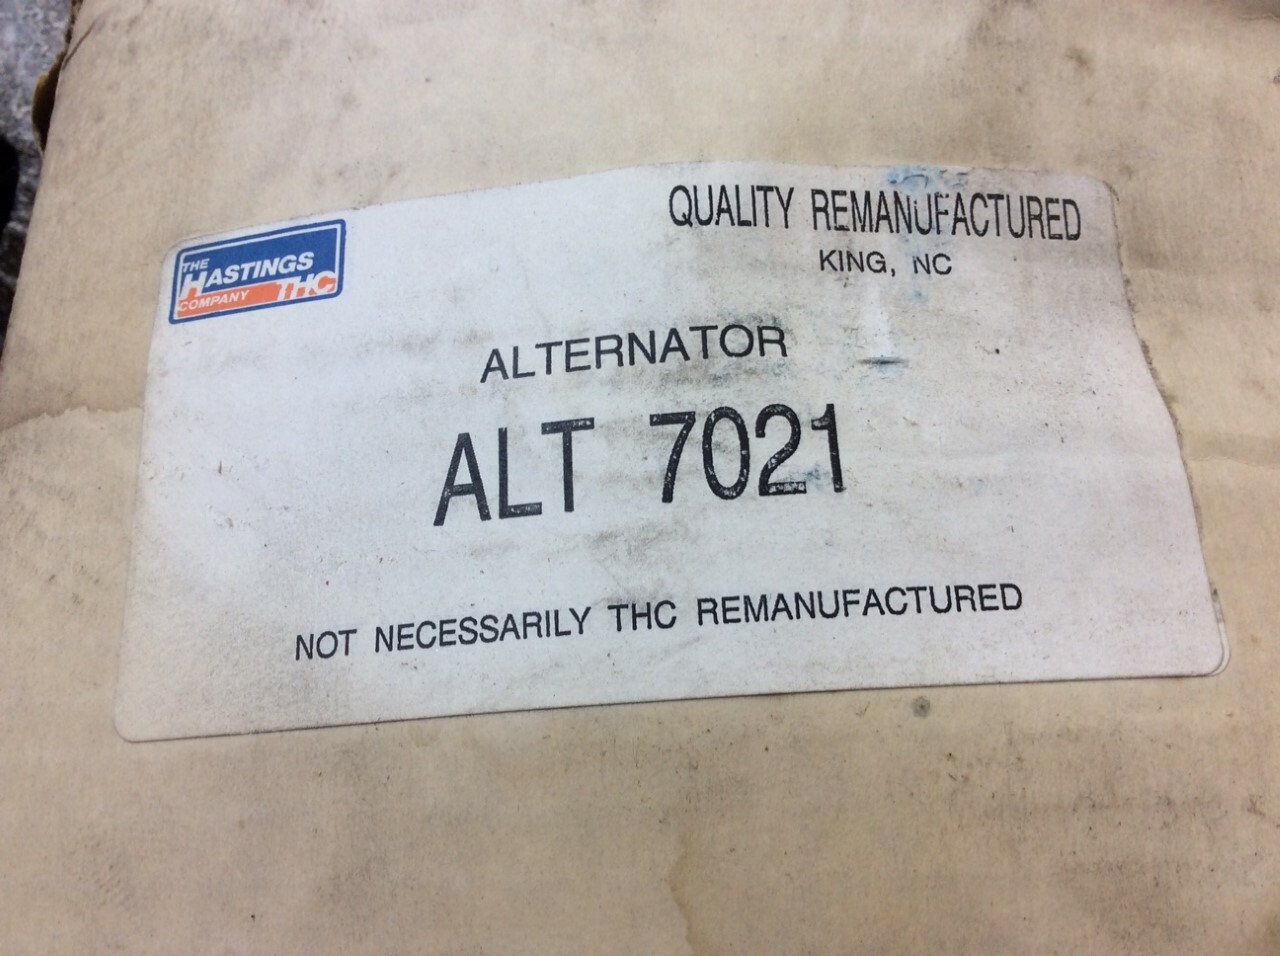 THE
HASTINGS
COMPANY THC
QUALITY REMANUFACTURED
KING, NC
ALTERNATOR
ALT 7021
NOT NECESSARILY THC REMANUFACTURED